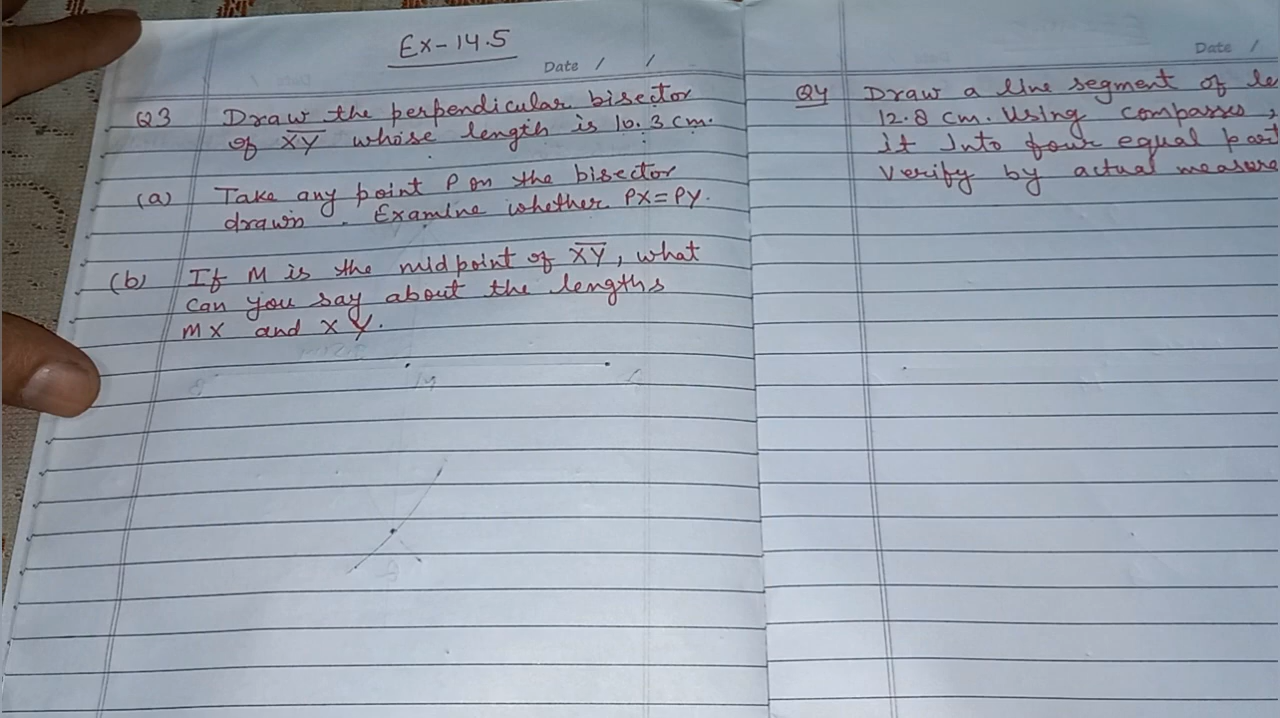 Ex-14.5
Date / /
Q3 Draw the perpendicular bisector
of XY whose length is 10.3 cm.
(a) Take any point P on the bisector
drawn. Examine whether PX=PY.
(b) If M is the midpoint of XY, what
can you say about the lengths
MX and XY.
Date /
Q4 Draw a line segment of le
12.8 cm. Using compasses,
it into four equal part
Verify by actual measure